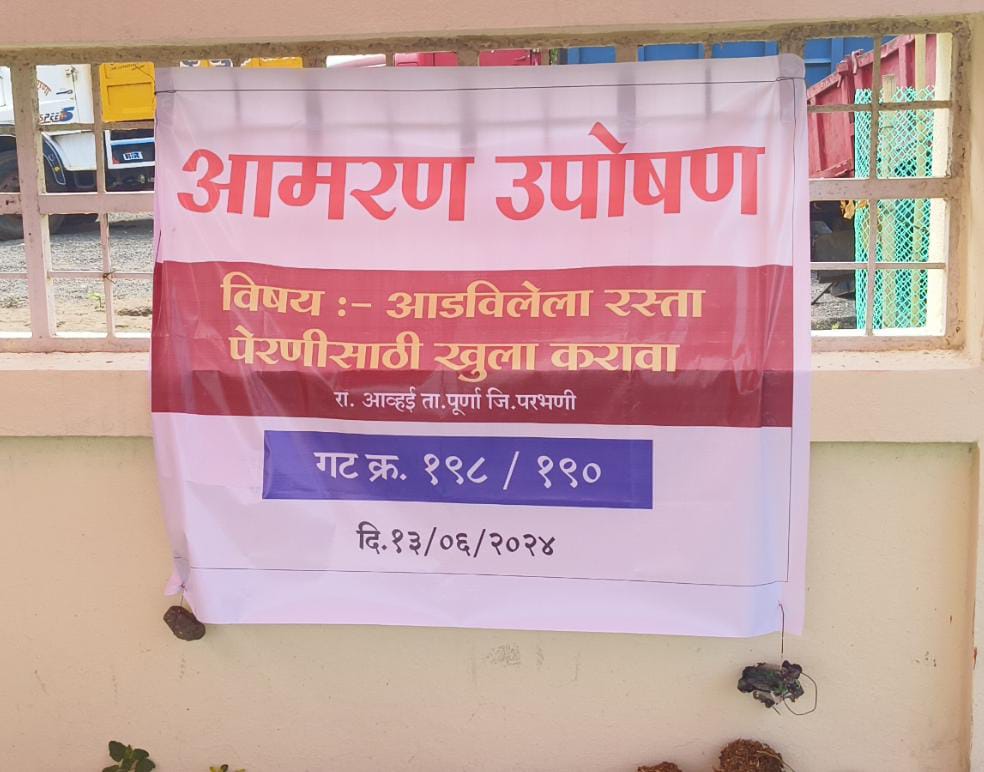 आमरण उपोषण
विषय :- आडविलेला रस्ता
पेरणीसाठी खुला करावा
रा. आव्हई ता.पूर्णा जि.परभणी
गट क्र. १९८ / १९०
दि.१३/०६/२०२४